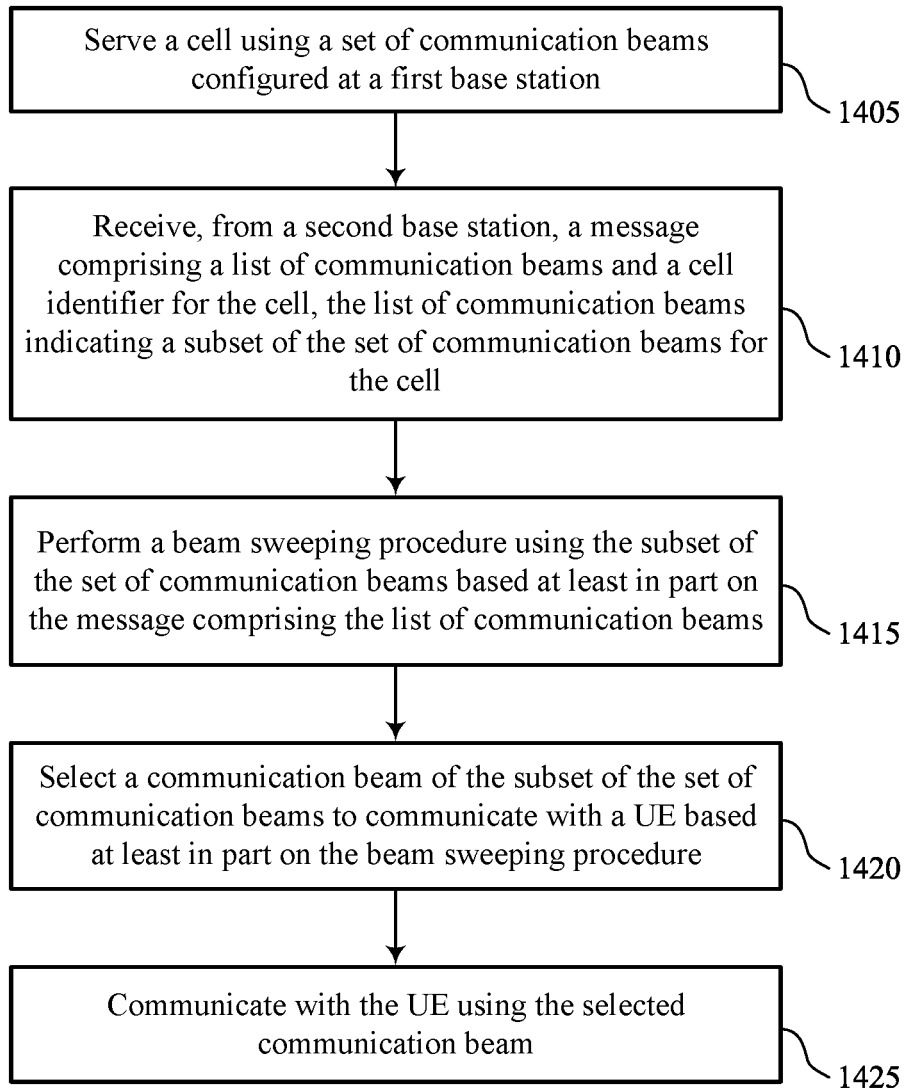 Serve a cell using a set of communication beams
configured at a first base station
1405
Receive, from a second base station, a message
comprising a list of communication beams and a cell
identifier for the cell, the list of communication beams
indicating a subset of the set of communication beams for
the cell
1410
Perform a beam sweeping procedure using the subset of
the set of communication beams based at least in part on
the message comprising the list of communication beams
1415
Select a communication beam of the subset of the set of
communication beams to communicate with a UE based
at least in part on the beam sweeping procedure
1420
Communicate with the UE using the selected
communication beam
1425